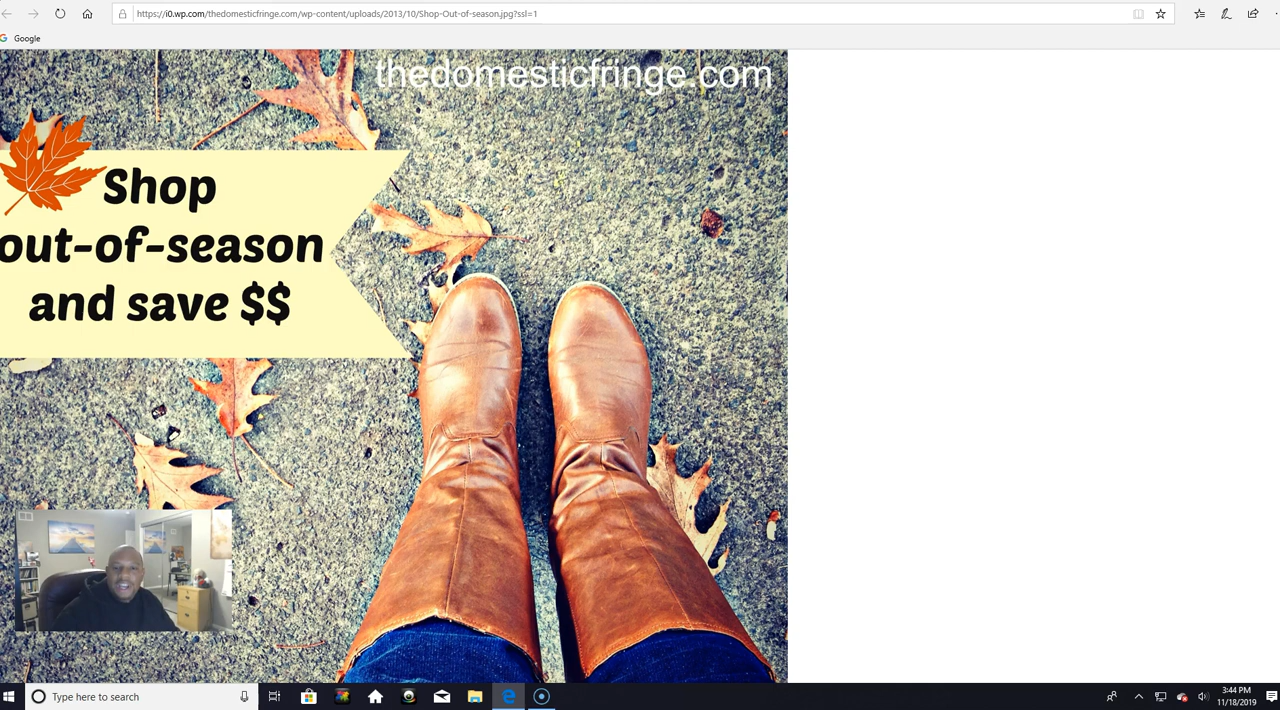 https://i0.wp.com/thedomesticfringe.com/wp-content/uploads/2013/10/Shop-Out-of-season.jpg?ssl=1
Google
thedomesticfringe.com
Shop
out-of-season
and save $$
Type here to search
3:44 PM
11/18/2019